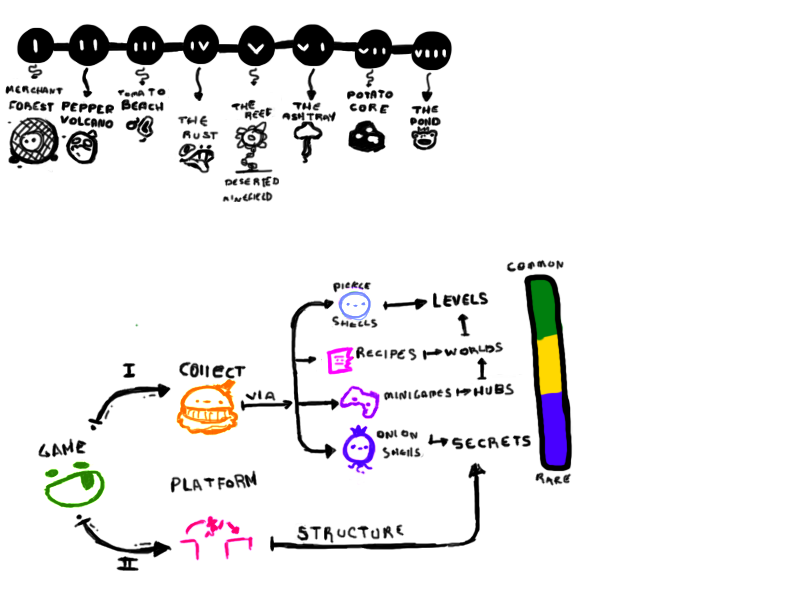 I II III IV V VI VII VIII
MERCHANT
FOREST
PEPPER
VOLCANO
TOMATO
BEACH
THE
RUST
THE
REEF
DESERTED
MINEFIELD
THE
ASHTRAY
POTATO
CORE
THE
POND
COMMON
PICKLE
SHELLS
LEVELS
I
COllECT
VIA
RECIPES
WORLDS
MINIGAMES
HUBS
ONION
SHEllS
SECRETS
RARE
GAME
PLATFORM
STRUCTURE
II